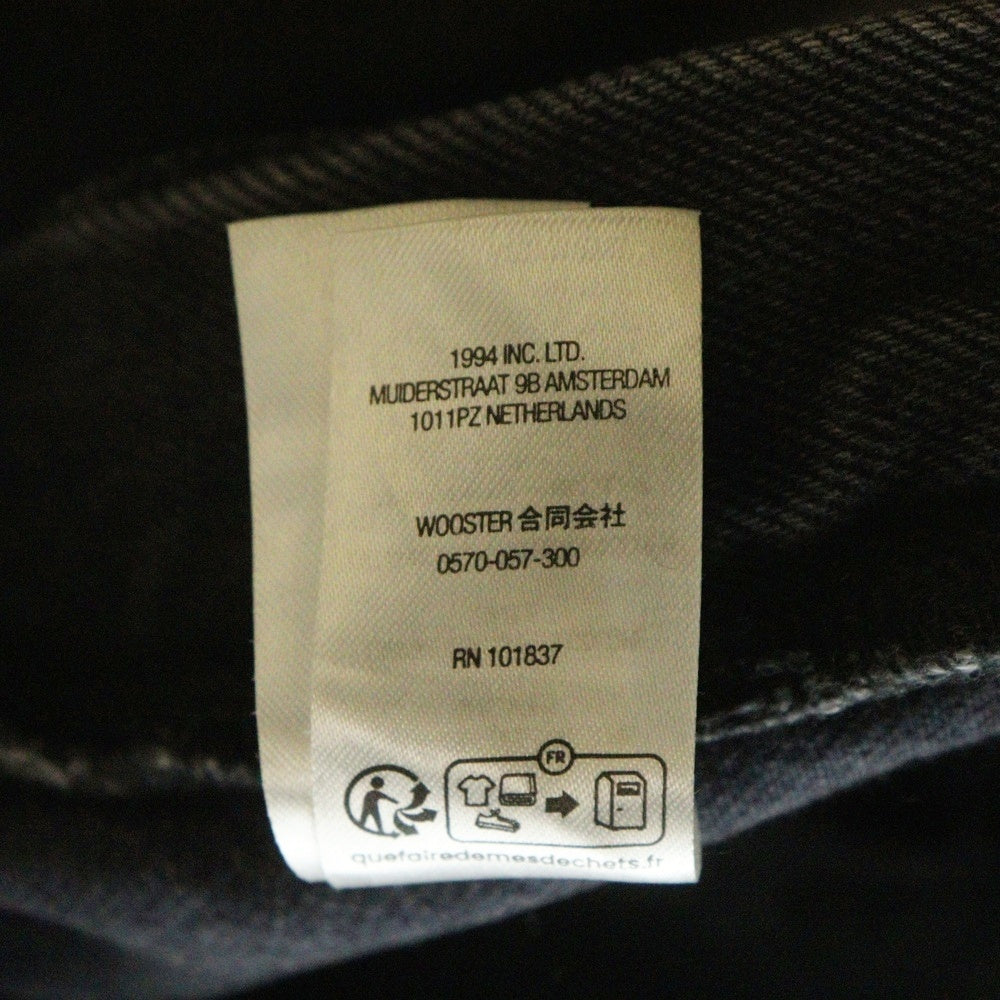 1994 INC. LTD.
MUIDERSTRAAT 9B AMSTERDAM
1011PZ NETHERLANDS
WOOSTER 合同会社
0570-057-300
RN 101837
FR
quefairedemesdechets.fr